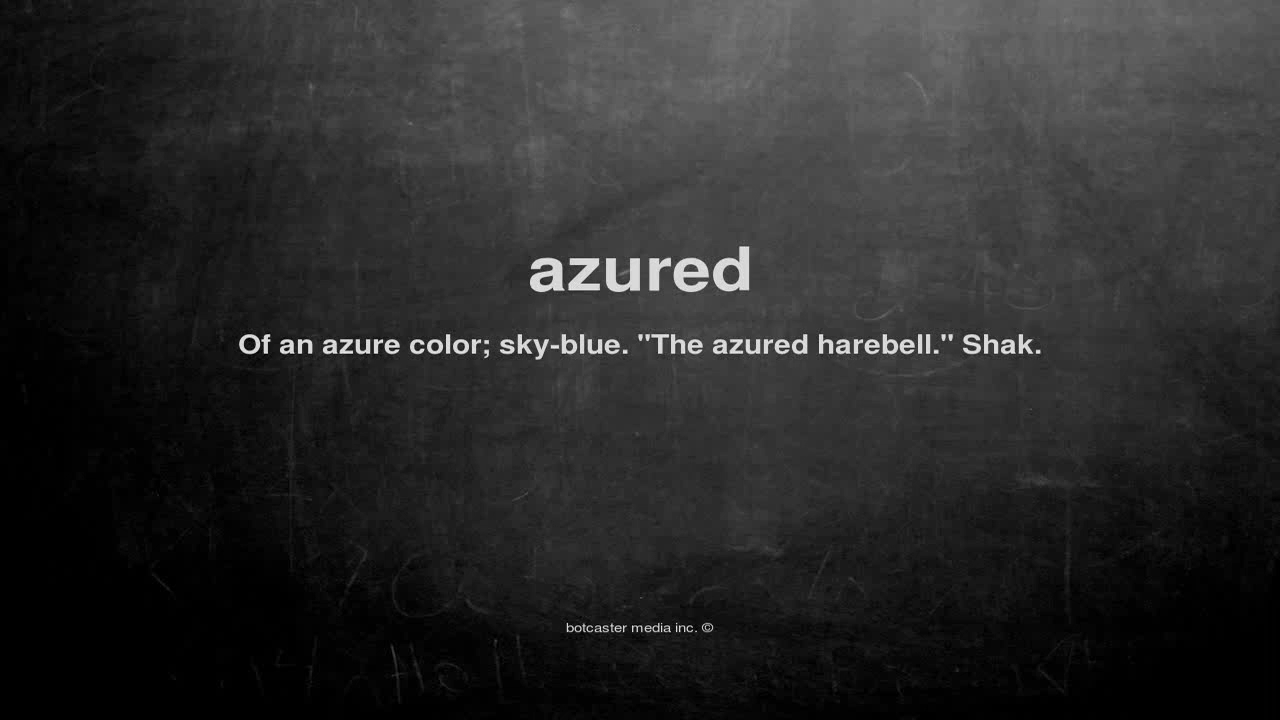 azured
Of an azure color; sky-blue. "The azured harebell." Shak.
botcaster media inc. ©